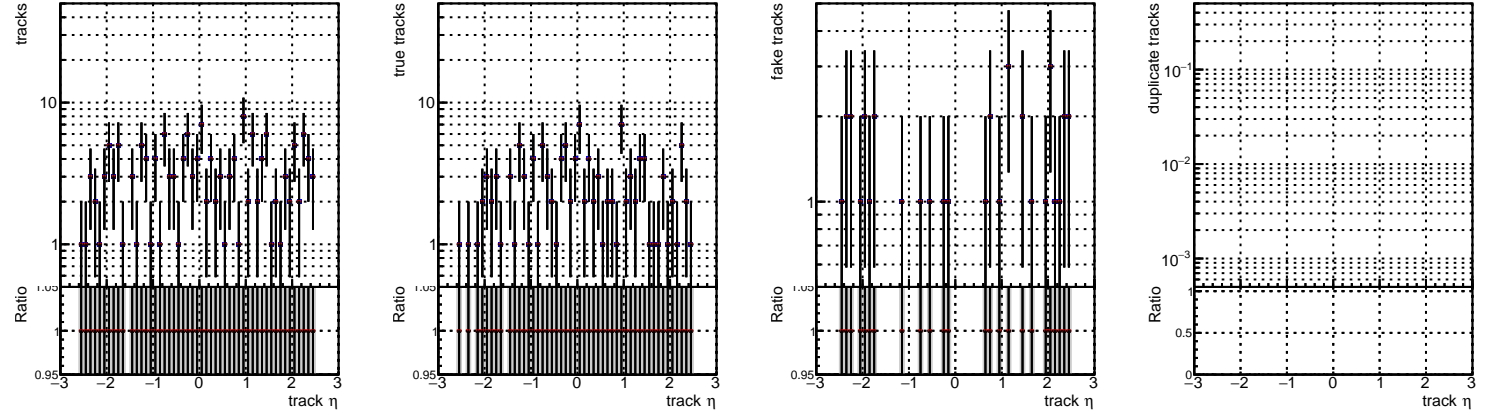 tracks
10
1
Ratio
1.05
1
0.95
−3 −2 −1 0 1 2 3
track η
true tracks
10
1
Ratio
1.05
1
0.95
−3 −2 −1 0 1 2 3
track η
fake tracks
1
Ratio
1.05
1
0.95
−3 −2 −1 0 1 2 3
track η
duplicate tracks
10−1
10−2
10−3
Ratio
1
0.5
0
−3 −2 −1 0 1 2 3
track η